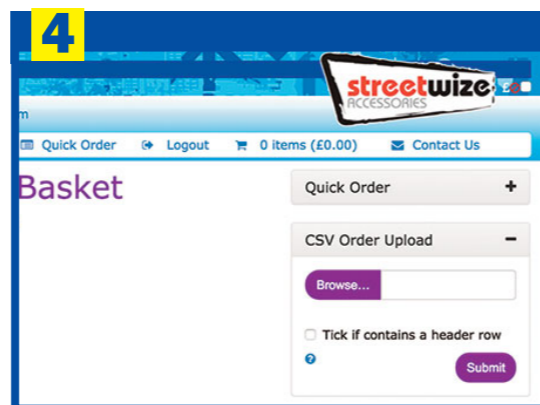 4
streetwize
ACCESSORIES
m
Quick Order Logout 0 items (£0.00) Contact Us
Basket
Quick Order +
CSV Order Upload −
Browse...
Tick if contains a header row
?
Submit